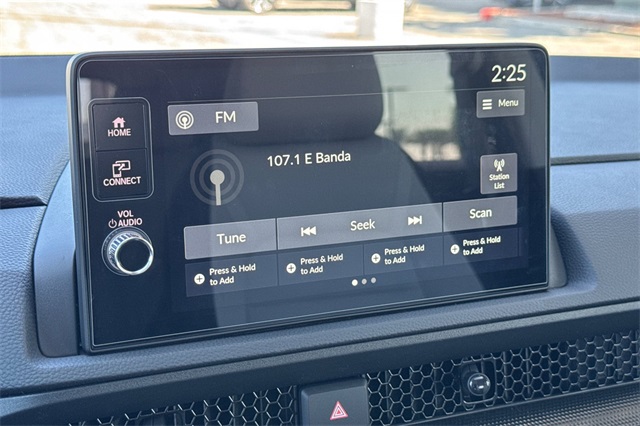 2:25
FM
Menu
HOME
107.1 E Banda
CONNECT
Station
List
VOL
AUDIO
Tune
Seek
Scan
Press & Hold
to Add
Press & Hold
to Add
Press & Hold
to Add
Press & Hold
to Add